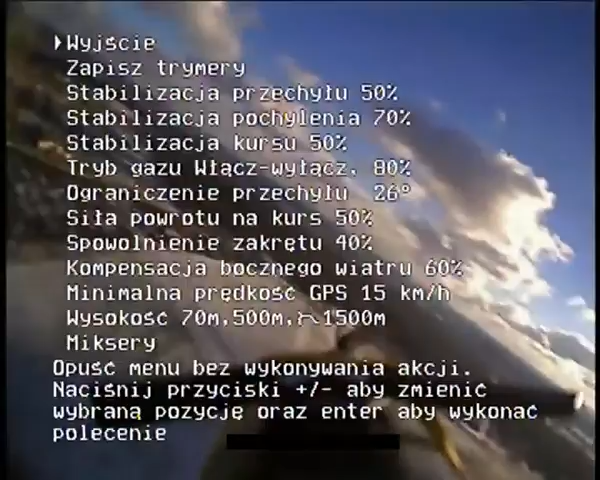 Wyjście
Zapisz trymery
Stabilizacja przechyłu 50%
Stabilizacja pochylenia 70%
Stabilizacja kursu 50%
Tryb gazu Włącz-wyłącz. 80%
Ograniczenie przechyłu 26°
Siła powrotu na kurs 50%
Spowolnienie zakrętu 40%
Kompensacja bocznego wiatru 60%
Minimalna prędkość GPS 15 km/h
Wysokość 70m,500m,1500m
Miksery
Opuść menu bez wykonywania akcji.
Naciśnij przyciski +/- aby zmienić
wybraną pozycję oraz enter aby wykonać
polecenie